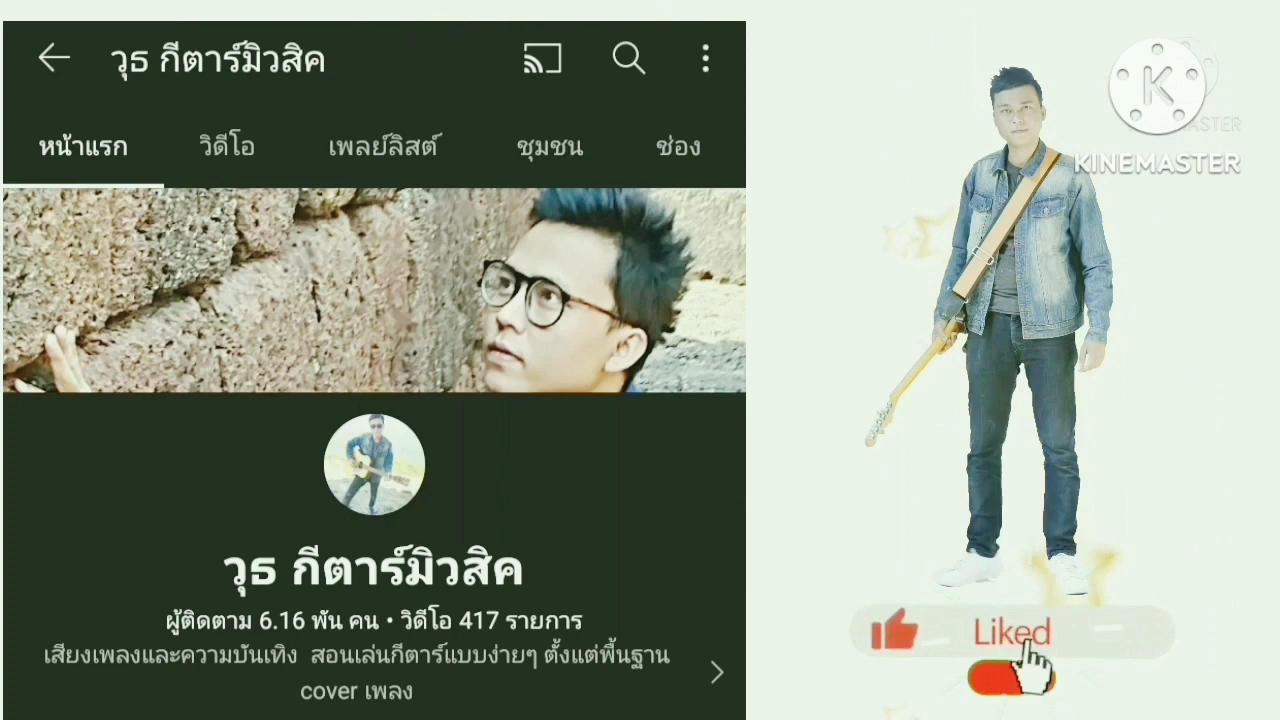 วุธ กีตาร์มิวสิค
หน้าแรก วิดีโอ เพลย์ลิสต์ ชุมชน ช่อง
วุธ กีตาร์มิวสิค
ผู้ติดตาม 6.16 พัน คน • วิดีโอ 417 รายการ
เสียงเพลงและความบันเทิง สอนเล่นกีตาร์แบบง่ายๆ ตั้งแต่พื้นฐาน
cover เพลง
K
KINEMASTER
Liked